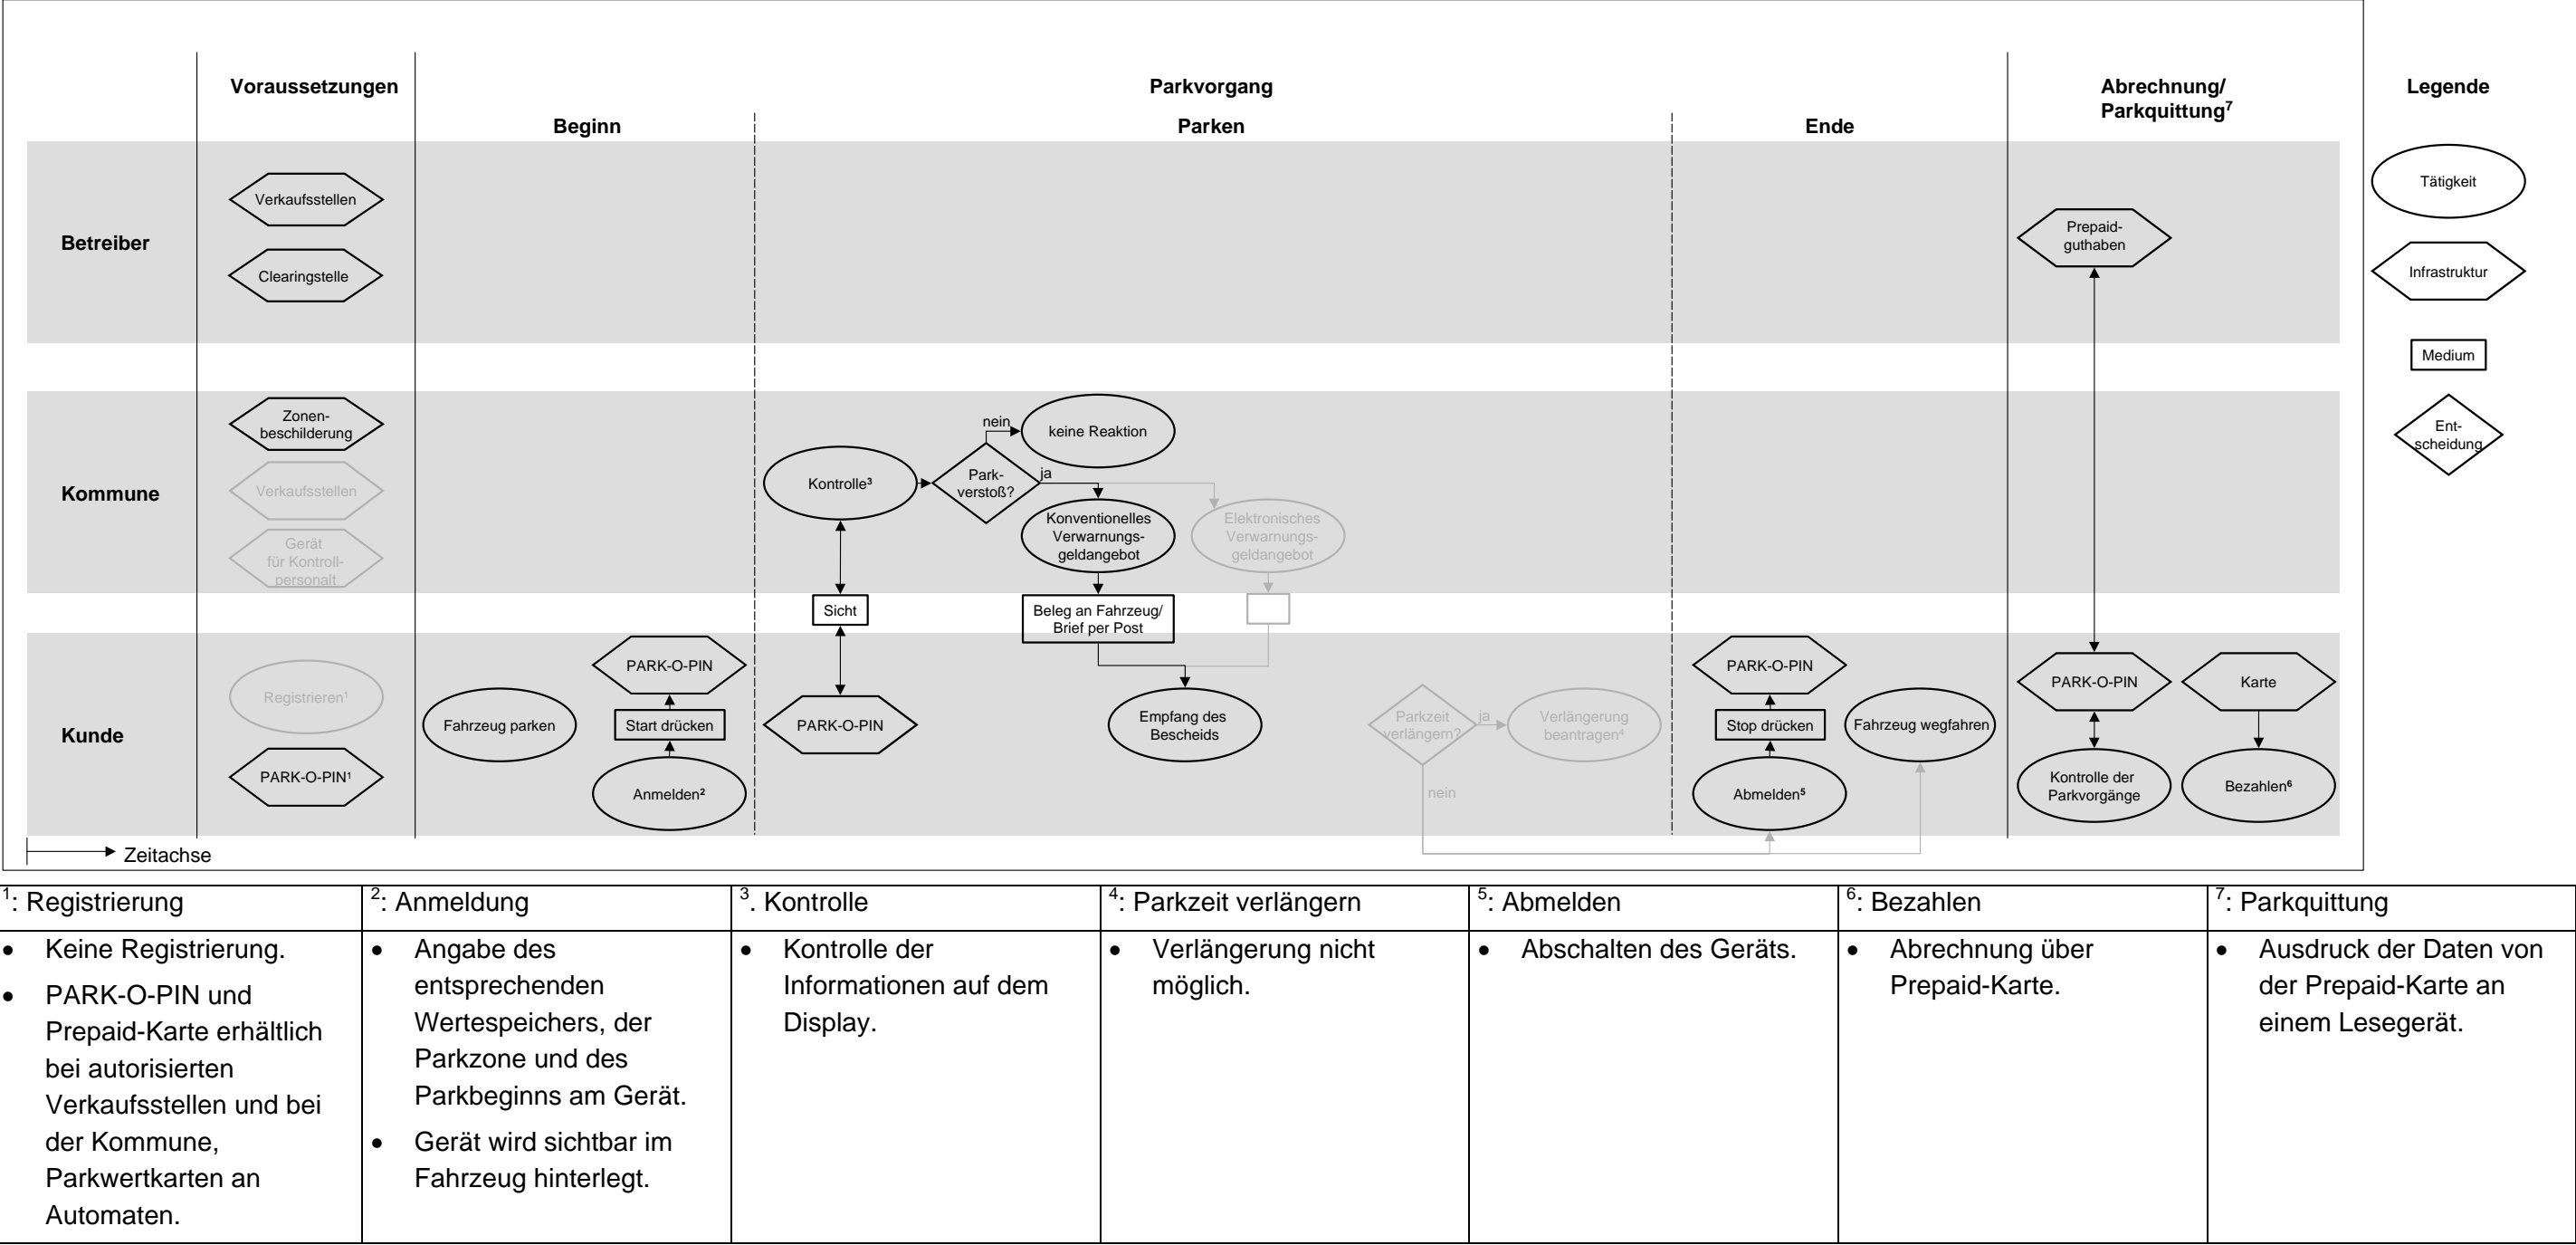 Voraussetzungen
Parkvorgang
Abrechnung/
Parkquittung⁷
Legende
Beginn
Parken
Ende
Betreiber
Verkaufsstellen
Clearingstelle
Prepaid-
guthaben
Tätigkeit
Infrastruktur
Medium
Ent-
scheidung
Kommune
Zonen-
beschilderung
Verkaufsstellen
Gerät
für Kontroll-
personalt
Kontrolle³
Park-
verstoß?
nein
keine Reaktion
ja
Konventionelles
Verwarnungs-
geldangebot
Elektronisches
Verwarnungs-
geldangebot
Sicht
Beleg an Fahrzeug/
Brief per Post
Kunde
Registrieren¹
PARK-O-PIN¹
Fahrzeug parken
PARK-O-PIN
Start drücken
Anmelden²
PARK-O-PIN
Empfang des
Bescheids
Parkzeit
verlängern?
ja
nein
Verlängerung
beantragen⁴
PARK-O-PIN
Stop drücken
Abmelden⁵
Fahrzeug wegfahren
PARK-O-PIN
Kontrolle der
Parkvorgänge
Karte
Bezahlen⁶
Zeitachse
¹: Registrierung
• Keine Registrierung.
• PARK-O-PIN und
Prepaid-Karte erhältlich
bei autorisierten
Verkaufsstellen und bei
der Kommune,
Parkwertkarten an
Automaten.
²: Anmeldung
• Angabe des
entsprechenden
Wertespeichers, der
Parkzone und des
Parkbeginns am Gerät.
• Gerät wird sichtbar im
Fahrzeug hinterlegt.
³. Kontrolle
• Kontrolle der
Informationen auf dem
Display.
⁴: Parkzeit verlängern
• Verlängerung nicht
möglich.
⁵: Abmelden
• Abschalten des Geräts.
⁶: Bezahlen
• Abrechnung über
Prepaid-Karte.
⁷: Parkquittung
• Ausdruck der Daten von
der Prepaid-Karte an
einem Lesegerät.